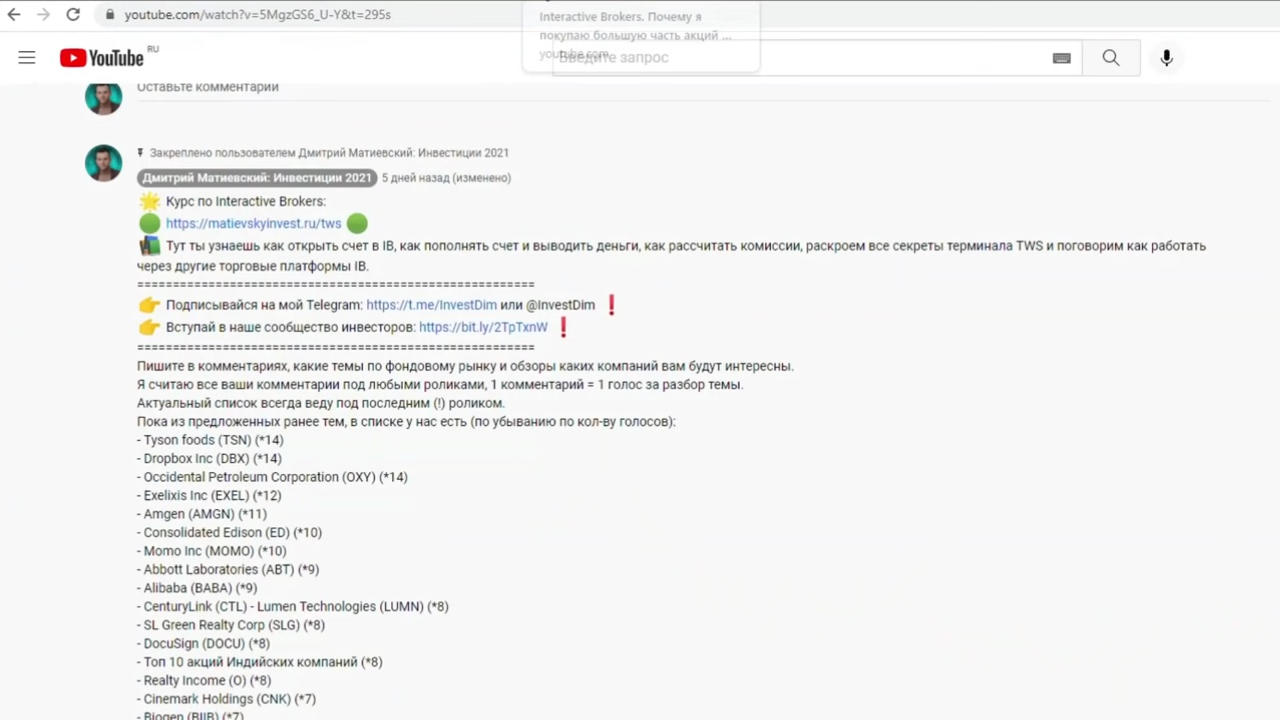 youtube.com/watch?v=5MgzGS6_U-Y&t=295s
Interactive Brokers. Почему я
покупаю большую часть акций ...
youtube.com
YouTube RU
Введите запрос
Оставьте комментарий
Закреплено пользователем Дмитрий Матиевский: Инвестиции 2021
Дмитрий Матиевский: Инвестиции 2021 5 дней назад (изменено)
Курс по Interactive Brokers:
https://matievskyinvest.ru/tws
Тут ты узнаешь как открыть счет в IB, как пополнять счет и выводить деньги, как рассчитать комиссии, раскроем все секреты терминала TWS и поговорим как работать
через другие торговые платформы IB.
=======================================================
Подписывайся на мой Telegram: https://t.me/InvestDim или @InvestDim ❗
Вступай в наше сообщество инвесторов: https://bit.ly/2TpTxnW ❗
=======================================================
Пишите в комментариях, какие темы по фондовому рынку и обзоры каких компаний вам будут интересны.
Я считаю все ваши комментарии под любыми роликами, 1 комментарий = 1 голос за разбор темы.
Актуальный список всегда веду под последним (!) роликом.
Пока из предложенных ранее тем, в списке у нас есть (по убыванию по кол-ву голосов):
- Tyson foods (TSN) (*14)
- Dropbox Inc (DBX) (*14)
- Occidental Petroleum Corporation (OXY) (*14)
- Exelixis Inc (EXEL) (*12)
- Amgen (AMGN) (*11)
- Consolidated Edison (ED) (*10)
- Momo Inc (MOMO) (*10)
- Abbott Laboratories (ABT) (*9)
- Alibaba (BABA) (*9)
- CenturyLink (CTL) - Lumen Technologies (LUMN) (*8)
- SL Green Realty Corp (SLG) (*8)
- DocuSign (DOCU) (*8)
- Топ 10 акций Индийских компаний (*8)
- Realty Income (O) (*8)
- Cinemark Holdings (CNK) (*7)
- Biogen (BIIB) (*7)